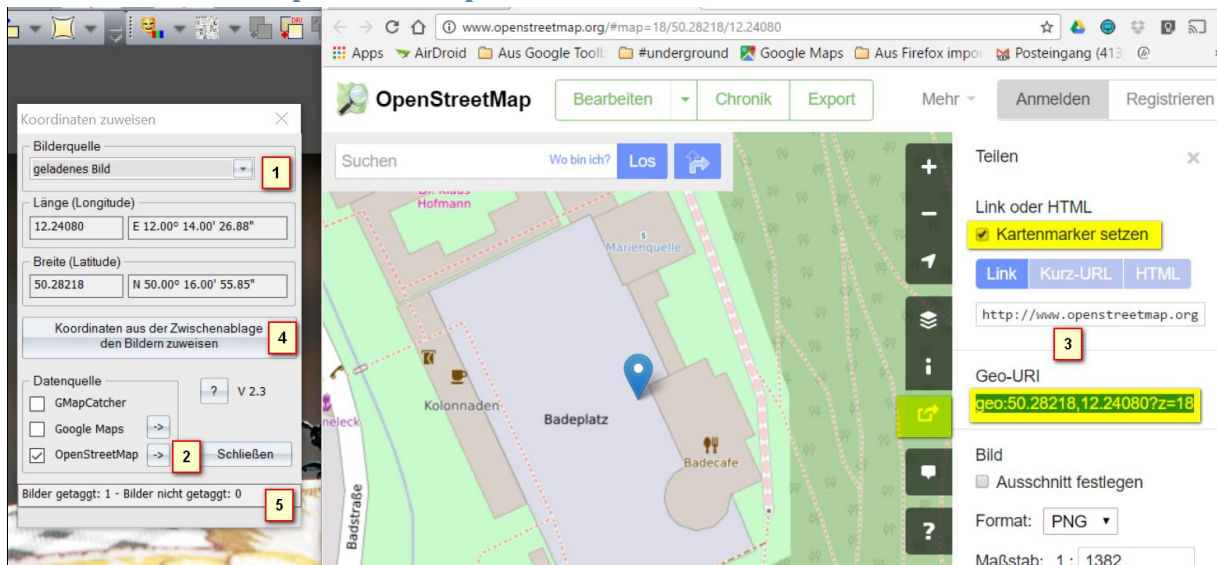 Koordinaten zuweisen
Bilderquelle
geladenes Bild
1
Länge (Longitude)
12.24080
E 12.00° 14.00' 26.88"
Breite (Latitude)
50.28218
N 50.00° 16.00' 55.85"
Koordinaten aus der Zwischenablage
den Bildern zuweisen
4
Datenquelle
GMapCatcher
Google Maps
->
OpenStreetMap
->
2
?
V 2.3
Schließen
Bilder getaggt: 1 - Bilder nicht getaggt: 0
5
www.openstreetmap.org/#map=18/50.28218/12.24080
Apps
AirDroid
Aus Google Toolb
#underground
Google Maps
Aus Firefox impor
Posteingang (413
OpenStreetMap
Bearbeiten
Chronik
Export
Mehr
Anmelden
Registrieren
Suchen
Wo bin ich?
Los
Dr. Klaus
Hofmann
Marienquelle
Kolonnaden
Badeplatz
Badecafe
Badstraße
neleck
+
−
i
?
Teilen
×
Link oder HTML
Kartenmarker setzen
Link
Kurz-URL
HTML
http://www.openstreetmap.org
3
Geo-URI
geo:50.28218,12.24080?z=18
Bild
Ausschnitt festlegen
Format:
PNG
Maßstab: 1 : 1382